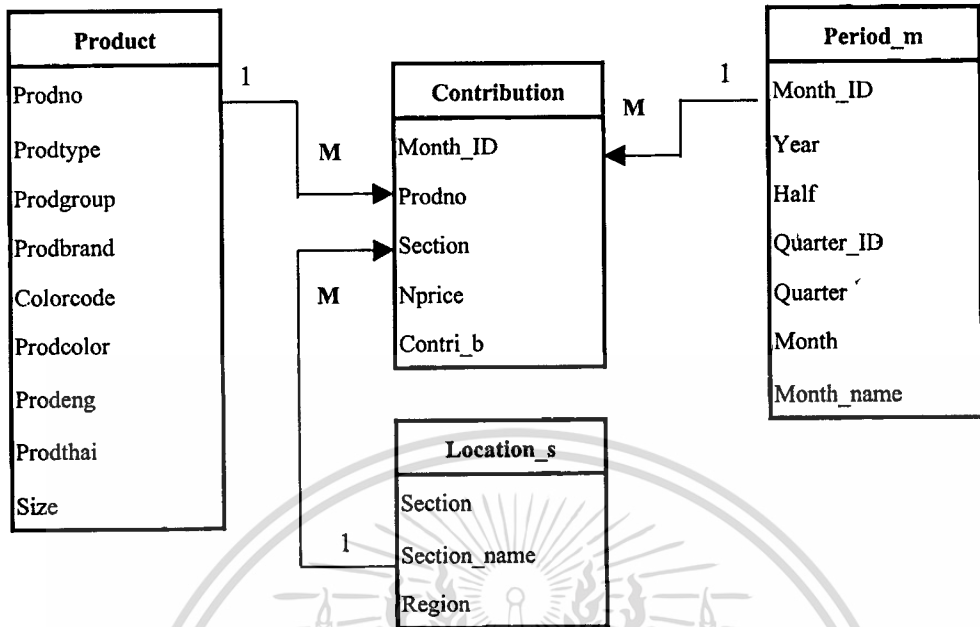 Product
Prodno
Prodtype
Prodgroup
Prodbrand
Colorcode
Prodcolor
Prodeng
Prodthai
Size
1
M
Contribution
Month_ID
Prodno
Section
Nprice
Contri_b
M
1
Period_m
Month_ID
Year
Half
Quarter_ID
Quarter
Month
Month_name
M
1
Location_s
Section
Section_name
Region